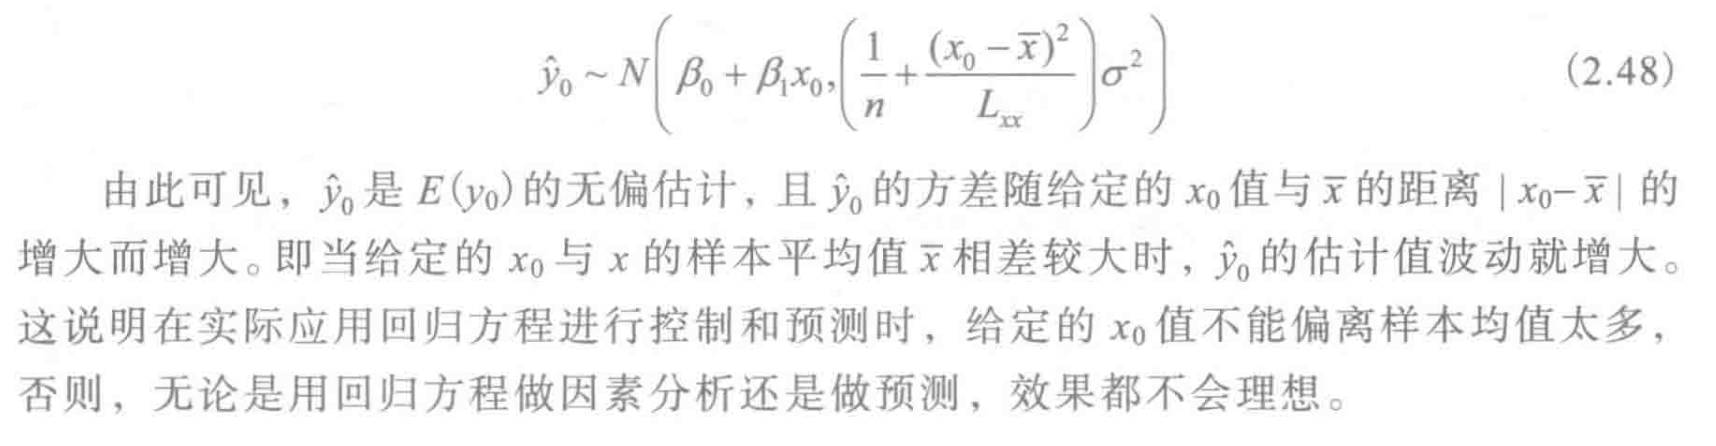 $\hat{y}_0 \sim N\left(\beta_0+\beta_1 x_0,\left(\frac{1}{n}+\frac{(x_0-\overline{x})^2}{L_{xx}}\right)\sigma^2\right)$ (2.48)
由此可见，$\hat{y}_0$是 $E(y_0)$的无偏估计，且 $\hat{y}_0$ 的方差随给定的 $x_0$ 值与 $\overline{x}$ 的距离 $|x_0-\overline{x}|$ 的
增大而增大。即当给定的 $x_0$ 与 $x$ 的样本平均值 $\overline{x}$ 相差较大时，$\hat{y}_0$ 的估计值波动就增大。
这说明在实际应用回归方程进行控制和预测时，给定的 $x_0$ 值不能偏离样本均值太多，
否则，无论是用回归方程做因素分析还是做预测，效果都不会理想。